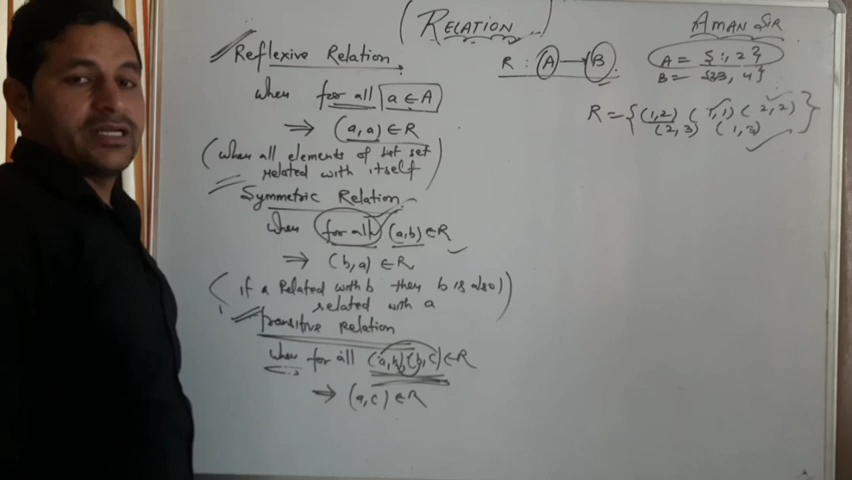 (RELATION)
AMAN SIR
Reflexive Relation
R : A → B
A = {1, 2}
B = {3, 4}
when for all a ∈ A
R = {(1,2) (1,1) (2,2)
(2,3) (1,3)}
⇒ (a, a) ∈ R
(when all elements of set
related with itself)
Symmetric Relation
when for all (a,b) ∈ R
⇒ (b,a) ∈ R
(if a Related with b then b is also)
related with a
Transitive Relation
when for all (a,b),(b,c) ∈ R
⇒ (a,c) ∈ R